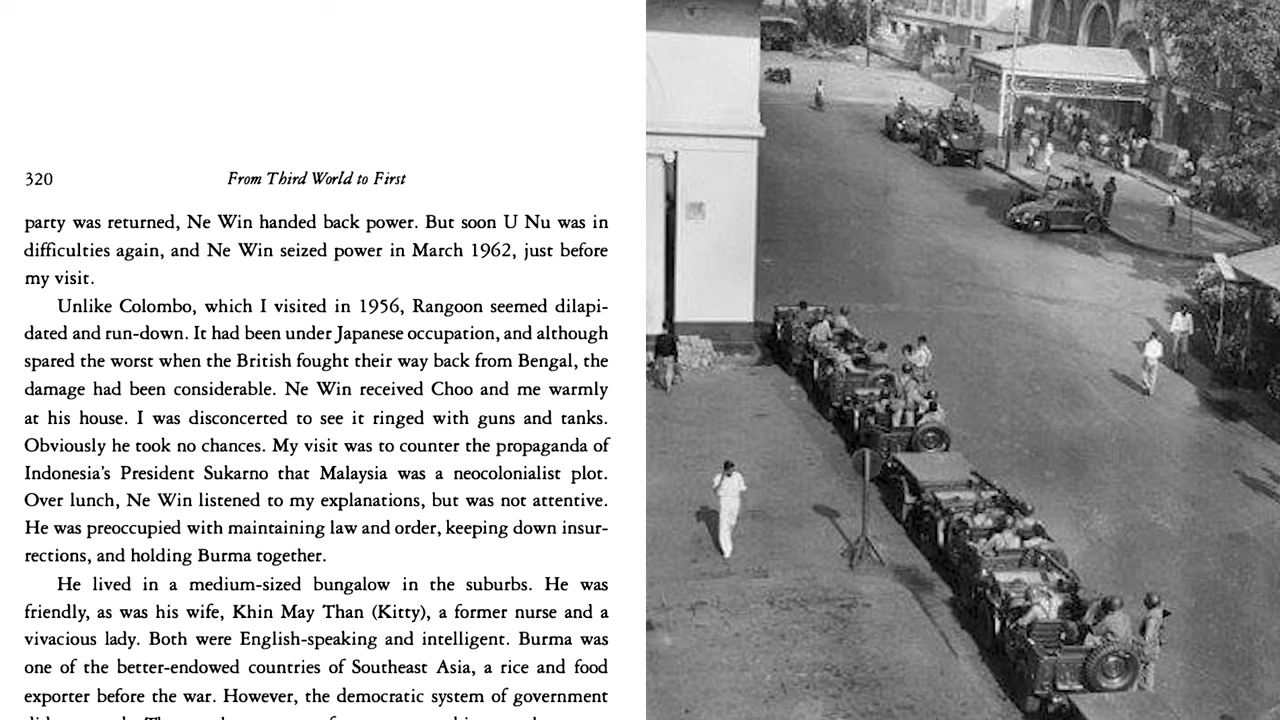 320
From Third World to First
party was returned, Ne Win handed back power. But soon U Nu was in
difficulties again, and Ne Win seized power in March 1962, just before
my visit.
Unlike Colombo, which I visited in 1956, Rangoon seemed dilapi-
dated and run-down. It had been under Japanese occupation, and although
spared the worst when the British fought their way back from Bengal, the
damage had been considerable. Ne Win received Choo and me warmly
at his house. I was disconcerted to see it ringed with guns and tanks.
Obviously he took no chances. My visit was to counter the propaganda of
Indonesia's President Sukarno that Malaysia was a neocolonialist plot.
Over lunch, Ne Win listened to my explanations, but was not attentive.
He was preoccupied with maintaining law and order, keeping down insur-
rections, and holding Burma together.
He lived in a medium-sized bungalow in the suburbs. He was
friendly, as was his wife, Khin May Than (Kitty), a former nurse and a
vivacious lady. Both were English-speaking and intelligent. Burma was
one of the better-endowed countries of Southeast Asia, a rice and food
exporter before the war. However, the democratic system of government